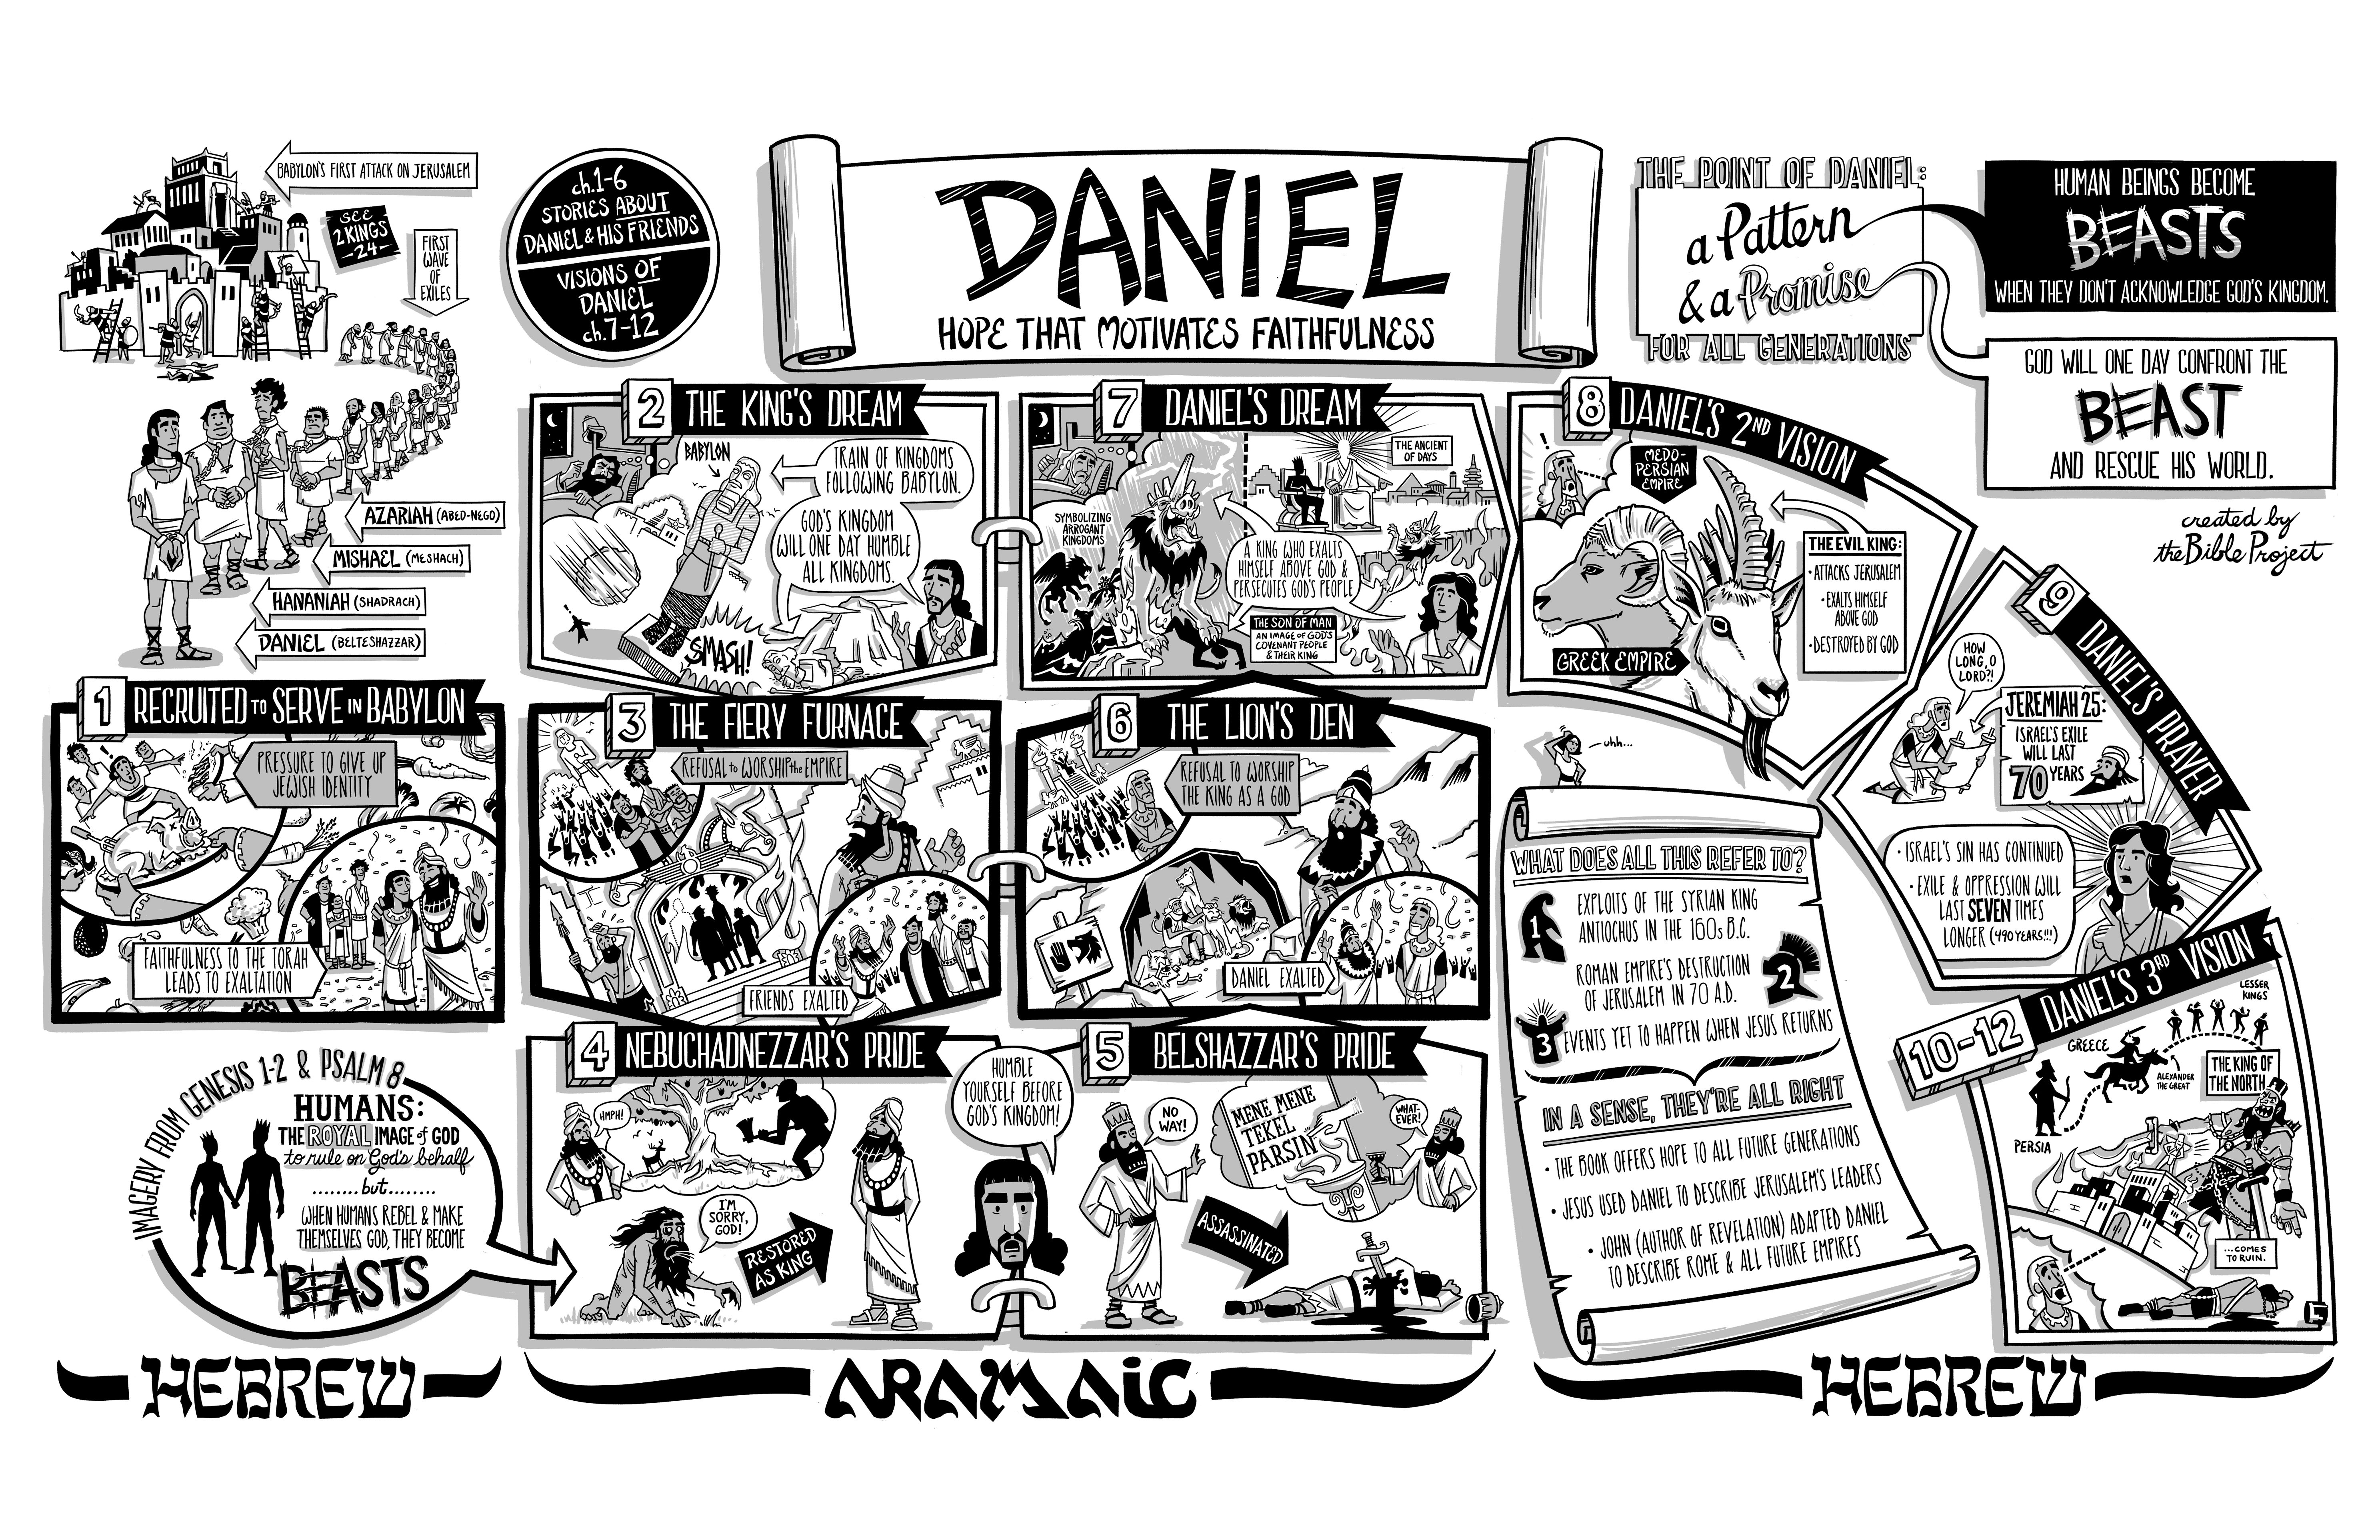 BABYLON'S FIRST ATTACK ON JERUSALEM
SEE
2 KINGS
-24-
FIRST
WAVE
OF
EXILES
AZARIAH (ABED-NEGO)
MISHAEL (MESHACH)
HANANIAH (SHADRACH)
DANIEL (BELTESHAZZAR)
ch.1-6
STORIES ABOUT
DANIEL & HIS FRIENDS
VISIONS OF
DANIEL
ch.7-12
DANIEL
HOPE THAT MOTIVATES FAITHFULNESS
THE POINT OF DANIEL:
a Pattern
& a Promise
FOR ALL GENERATIONS
HUMAN BEINGS BECOME
BEASTS
WHEN THEY DON'T ACKNOWLEDGE GOD'S KINGDOM.
GOD WILL ONE DAY CONFRONT THE
BEAST
AND RESCUE HIS WORLD.
created by
the Bible Project
1 RECRUITED TO SERVE IN BABYLON
PRESSURE TO GIVE UP
JEWISH IDENTITY
FAITHFULNESS TO THE TORAH
LEADS TO EXALTATION
IMAGERY FROM GENESIS 1-2 & PSALM 8
HUMANS:
THE ROYAL IMAGE of GOD
to rule on God's behalf
........but........
WHEN HUMANS REBEL & MAKE
THEMSELVES GOD, THEY BECOME
BEASTS
2 THE KING'S DREAM
BABYLON
TRAIN OF KINGDOMS
FOLLOWING BABYLON.
GOD'S KINGDOM
WILL ONE DAY HUMBLE
ALL KINGDOMS.
!
SMASH!
3 THE FIERY FURNACE
REFUSAL to WORSHIP the EMPIRE
FRIENDS EXALTED
4 NEBUCHADNEZZAR'S PRIDE
HMPH!
I'M
SORRY,
GOD!
RESTORED
AS KING
HUMBLE
YOURSELF BEFORE
GOD'S KINGDOM!
5 BELSHAZZAR'S PRIDE
NO
WAY!
MENE MENE
TEKEL
PARSIN
WHAT-
EVER!
ASSASSINATED
6 THE LION'S DEN
REFUSAL TO WORSHIP
THE KING AS A GOD
DANIEL EXALTED
7 DANIEL'S DREAM
THE ANCIENT
OF DAYS
SYMBOLIZING
ARROGANT
KINGDOMS
A KING WHO EXALTS
HIMSELF ABOVE GOD &
PERSECUTES GOD'S PEOPLE
THE SON OF MAN
AN IMAGE OF GOD'S
COVENANT PEOPLE
& THEIR KING
8 DANIEL'S 2ND VISION
!
MEDO-
PERSIAN
EMPIRE
GREEK EMPIRE
THE EVIL KING:
• ATTACKS JERUSALEM
• EXALTS HIMSELF
ABOVE GOD
• DESTROYED BY GOD
9 DANIEL'S PRAYER
HOW
LONG, O
LORD?!
JEREMIAH 25:
ISRAEL'S EXILE
WILL LAST
70 YEARS
• ISRAEL'S SIN HAS CONTINUED
• EXILE & OPPRESSION WILL
LAST SEVEN TIMES
LONGER (490 YEARS!!!)
uhh...
WHAT DOES ALL THIS REFER TO?
1
EXPLOITS OF THE SYRIAN KING
ANTIOCHUS IN THE 160s B.C.
ROMAN EMPIRE'S DESTRUCTION
OF JERUSALEM IN 70 A.D.
2
3 EVENTS YET TO HAPPEN WHEN JESUS RETURNS
IN A SENSE, THEY'RE ALL RIGHT
• THE BOOK OFFERS HOPE TO ALL FUTURE GENERATIONS
• JESUS USED DANIEL TO DESCRIBE JERUSALEM'S LEADERS
• JOHN (AUTHOR OF REVELATION) ADAPTED DANIEL
TO DESCRIBE ROME & ALL FUTURE EMPIRES
10-12 DANIEL'S 3RD VISION
LESSER
KINGS
GREECE
ALEXANDER
THE GREAT
PERSIA
THE KING OF
THE NORTH
...COMES
TO RUIN.
HEBREW
ARAMAIC
HEBREW